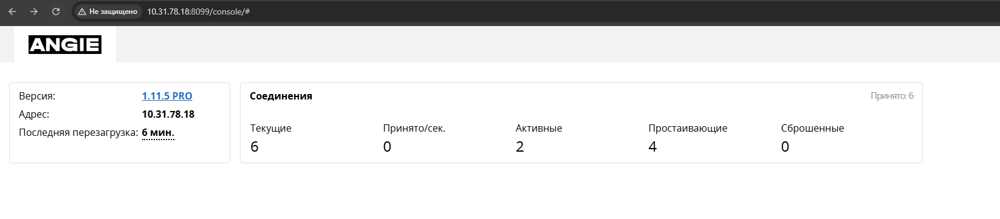 Не защищено 10.31.78.18:8099/console/#
ANGIE
Версия: 1.11.5 PRO
Адрес: 10.31.78.18
Последняя перезагрузка: 6 мин.
Соединения Принято: 6
Текущие Принято/сек. Активные Простаивающие Сброшенные
6 0 2 4 0